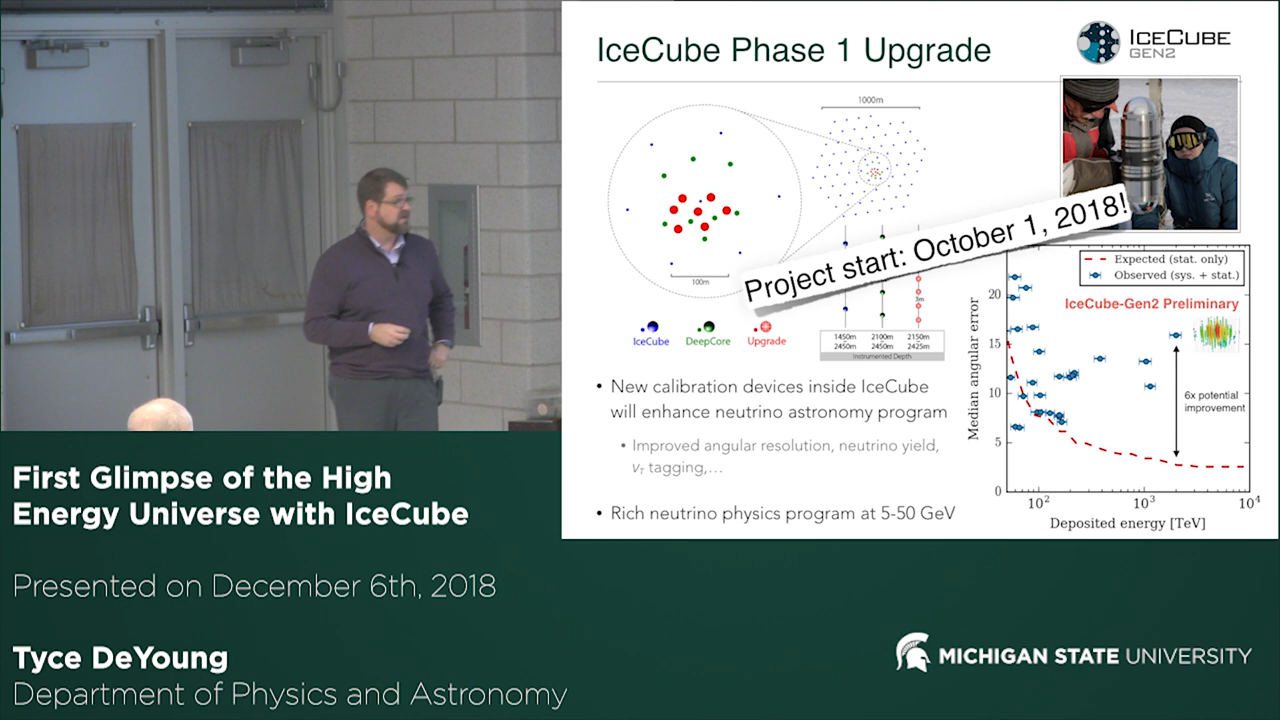 IceCube Phase 1 Upgrade
ICECUBE
GEN2
1000m
100m
Project start: October 1, 2018!
3m
IceCube
DeepCore
Upgrade
1450m 2100m 2150m
2450m 2450m 2425m
Instrumented Depth
Expected (stat. only)
Observed (sys. + stat.)
IceCube-Gen2 Preliminary
6x potential
improvement
Median angular error
20
15
10
5
0
10² 10³ 10⁴
Deposited energy [TeV]
• New calibration devices inside IceCube
will enhance neutrino astronomy program
• Improved angular resolution, neutrino yield,
ντ tagging,…
• Rich neutrino physics program at 5-50 GeV
First Glimpse of the High
Energy Universe with IceCube
Presented on December 6th, 2018
Tyce DeYoung
Department of Physics and Astronomy
MICHIGAN STATE UNIVERSITY